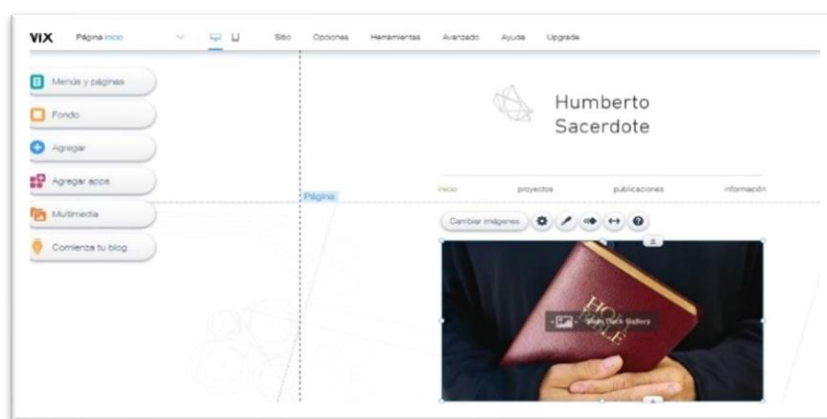 WIX Página inicio Sitio Opciones Herramientas Avanzado Ayuda Upgrade
Menús y páginas
Fondo
Agregar
Agregar apps
Multimedia
Comienza tu blog
Humberto
Sacerdote
Página
inicio proyectos publicaciones información
Cambiar imágenes
HOLY
BIBLE
Gallery